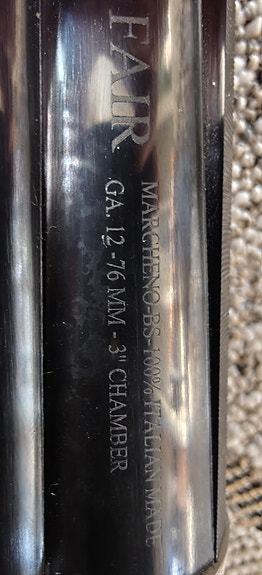 FAIR
MARCHENO-BS-100% ITALIAN MADE
GA. 12 -76 MM - 3" CHAMBER